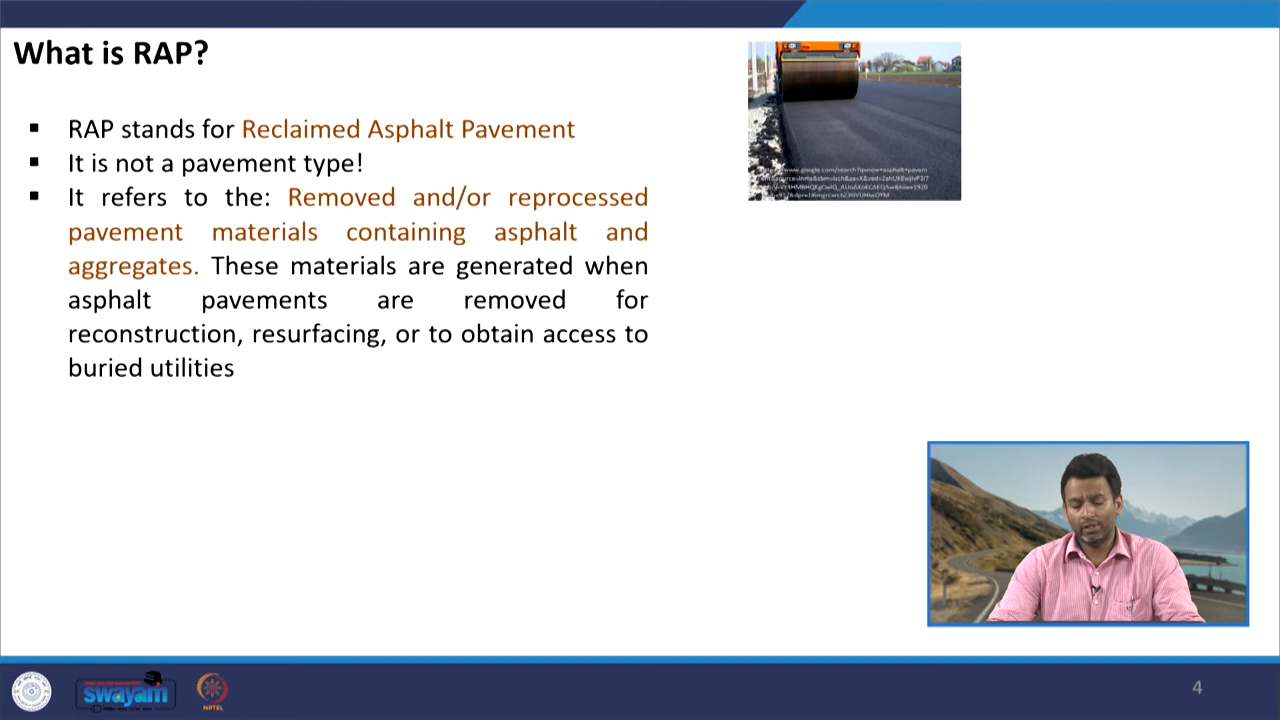 What is RAP?
▪ RAP stands for Reclaimed Asphalt Pavement
▪ It is not a pavement type!
▪ It refers to the: Removed and/or reprocessed
pavement materials containing asphalt and
aggregates. These materials are generated when
asphalt pavements are removed for
reconstruction, resurfacing, or to obtain access to
buried utilities
swayam
NPTEL
4